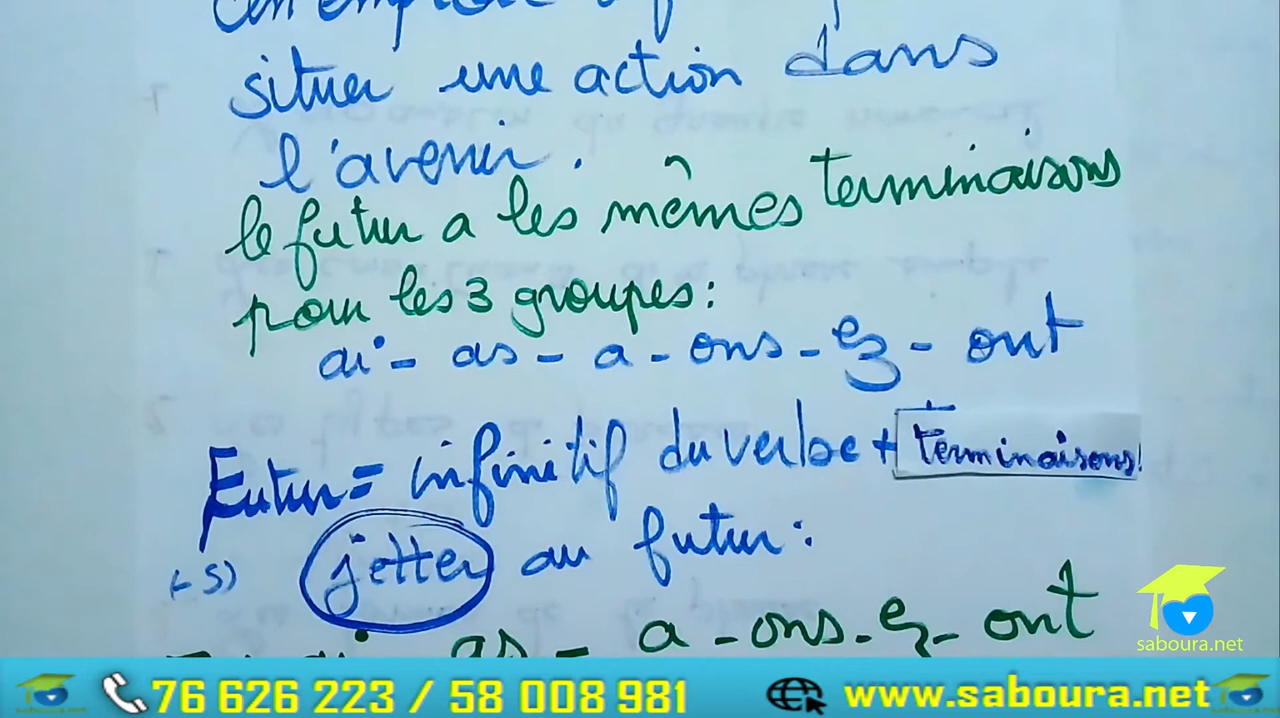 situer une action dans
l'avenir.
le futur a les mêmes terminaisons
pour les 3 groupes:
ai - as - a - ons - ez - ont
Futur = infinitif du verbe + Terminaisons
jetter au futur:
ai as - a - ons - ez - ont
saboura.net
76 626 223 / 58 008 981 www.saboura.net